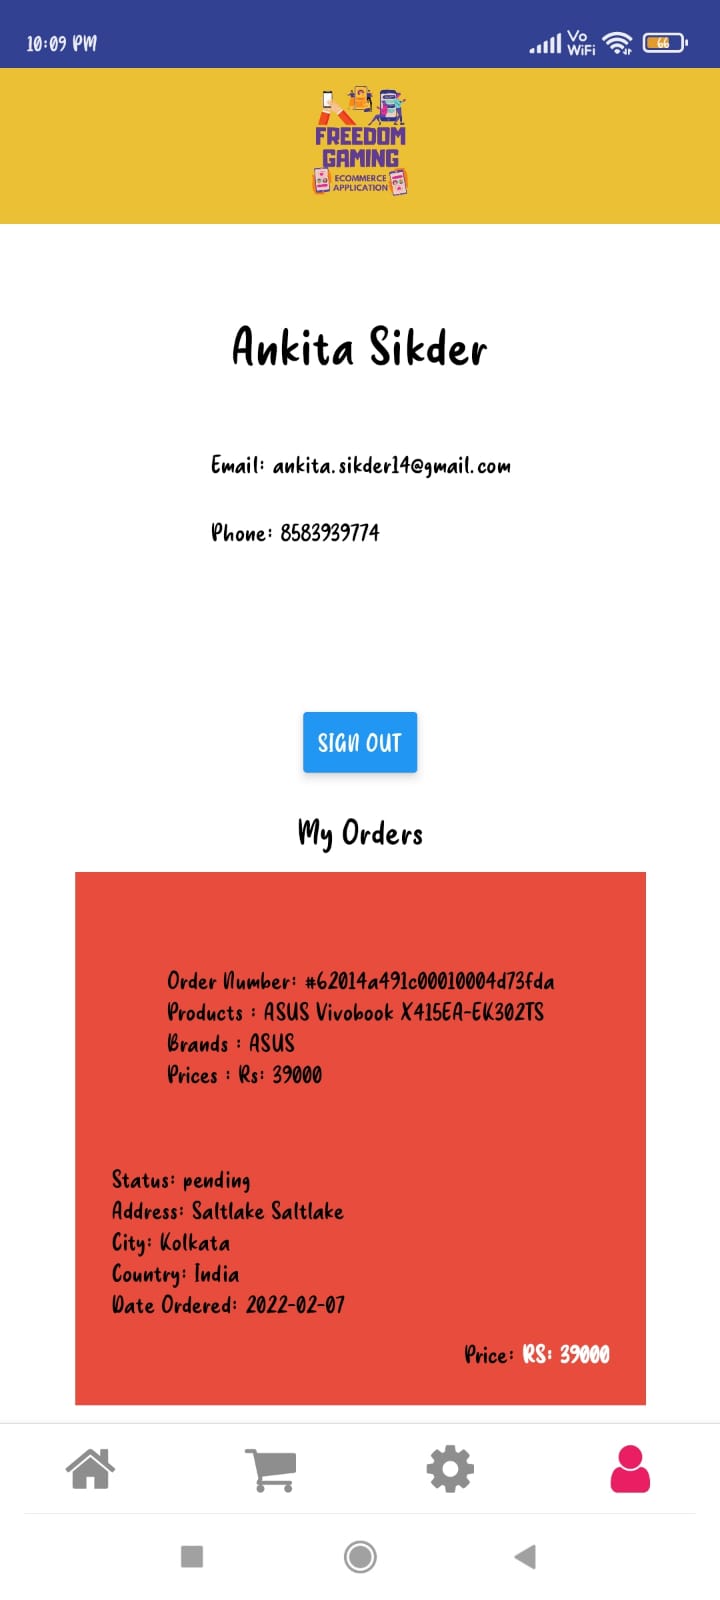 10:09 PM
Vo
WiFi
66
FREEDOM
GAMING
ECOMMERCE
APPLICATION
Ankita Sikder
Email: ankita.sikder14@gmail.com
Phone: 8583939774
SIGN OUT
My Orders
Order Number: #62014a491c00010004d73fda
Products : ASUS Vivobook X415EA-EK302TS
Brands : ASUS
Prices : Rs: 39000
Status: pending
Address: Saltlake Saltlake
City: Kolkata
Country: India
Date Ordered: 2022-02-07
Price: RS: 39000